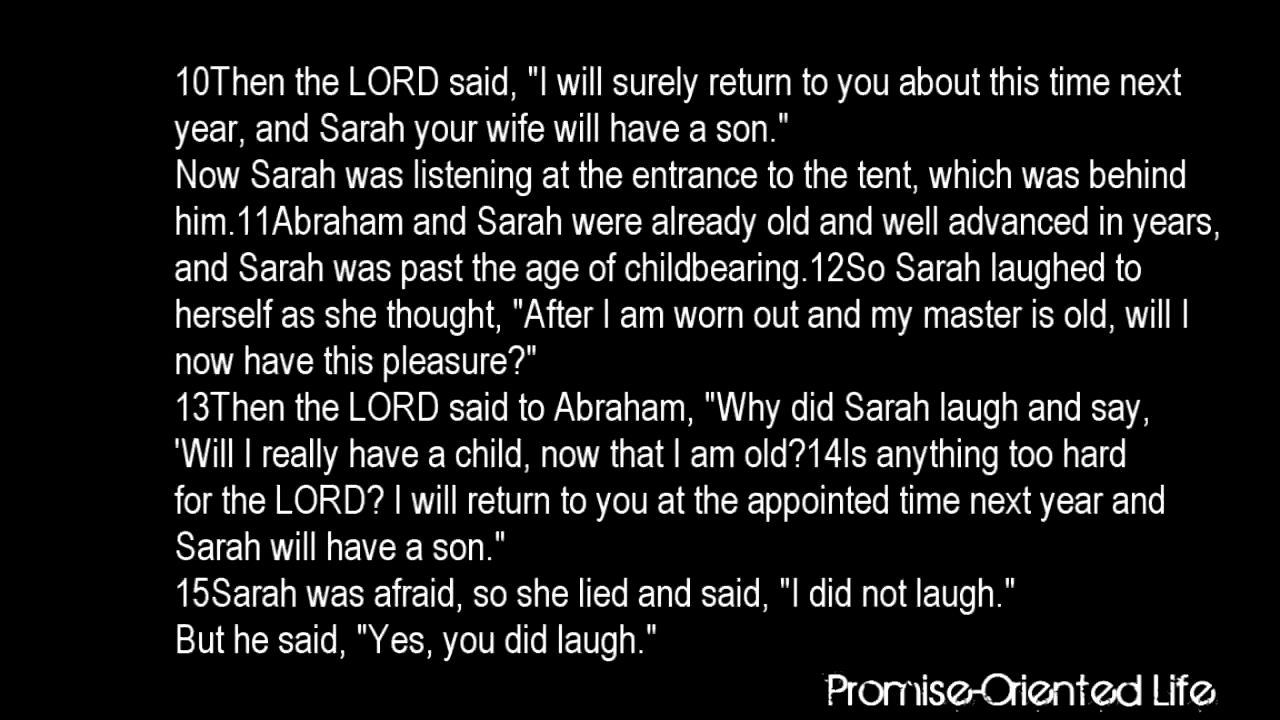 10Then the LORD said, "I will surely return to you about this time next
year, and Sarah your wife will have a son."
Now Sarah was listening at the entrance to the tent, which was behind
him.11Abraham and Sarah were already old and well advanced in years,
and Sarah was past the age of childbearing.12So Sarah laughed to
herself as she thought, "After I am worn out and my master is old, will I
now have this pleasure?"
13Then the LORD said to Abraham, "Why did Sarah laugh and say,
'Will I really have a child, now that I am old?14Is anything too hard
for the LORD? I will return to you at the appointed time next year and
Sarah will have a son."
15Sarah was afraid, so she lied and said, "I did not laugh."
But he said, "Yes, you did laugh."
Promise-Oriented Life